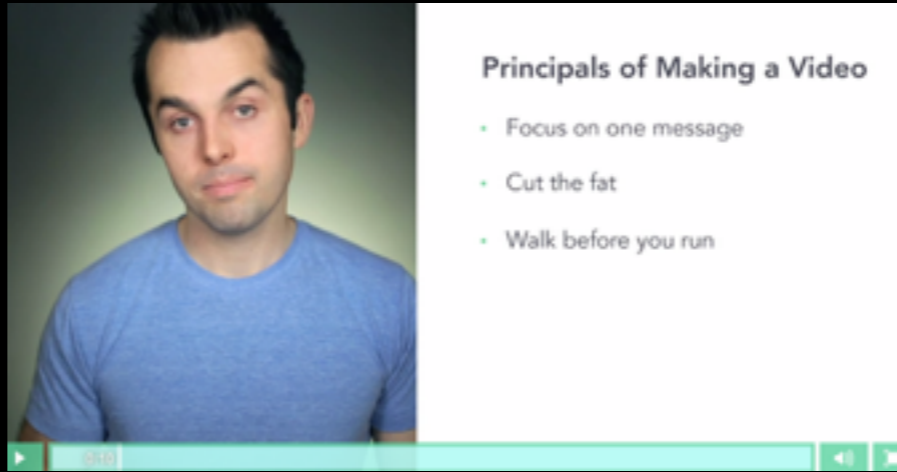 Principals of Making a Video
Focus on one message
Cut the fat
Walk before you run